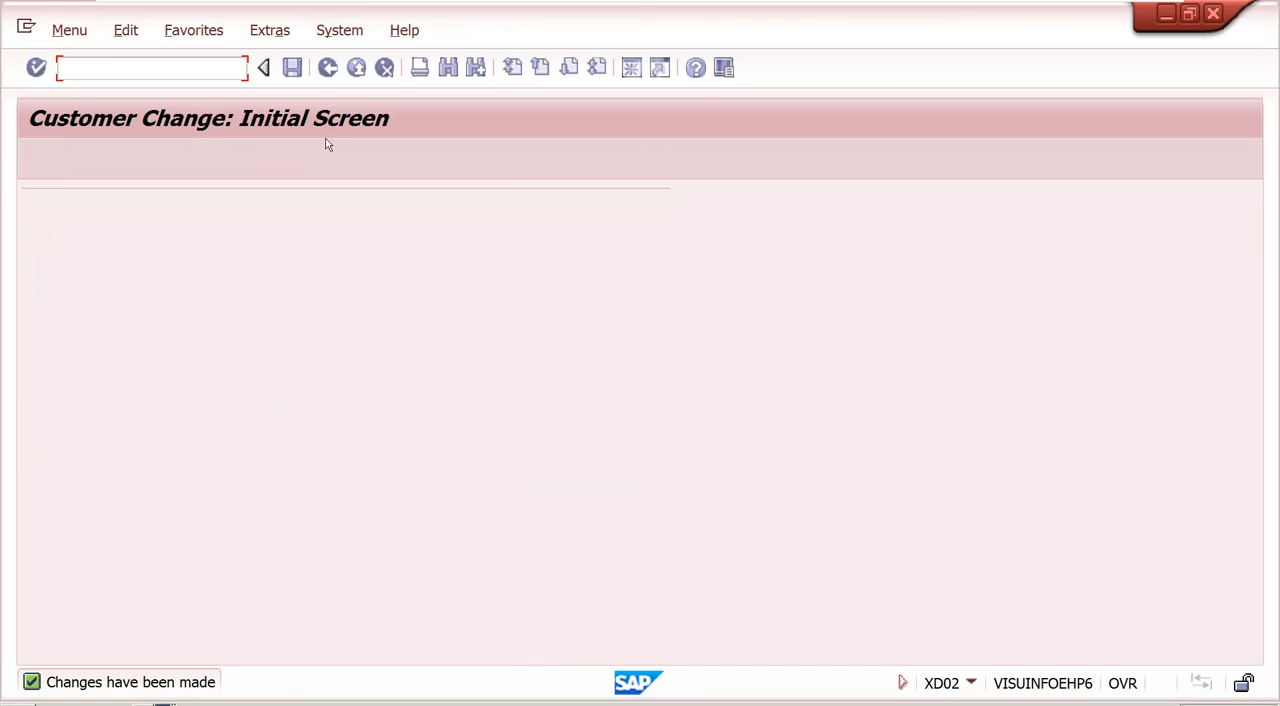 Menu Edit Favorites Extras System Help
Customer Change: Initial Screen
Changes have been made SAP XD02 VISUINFOEHP6 OVR